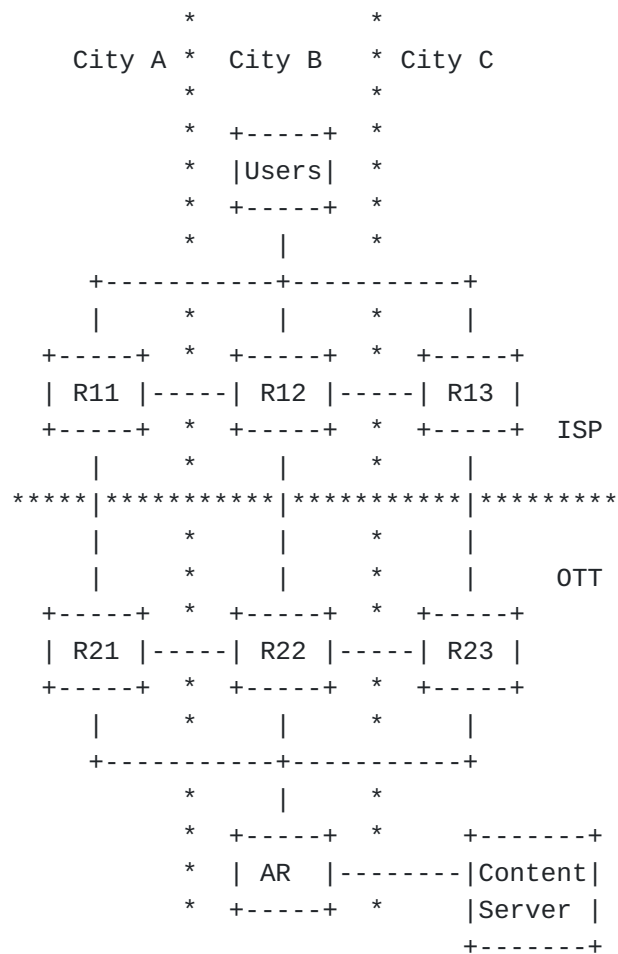 City A City B City C
Users
R11 R12 R13
ISP
OTT
R21 R22 R23
AR Content
Server